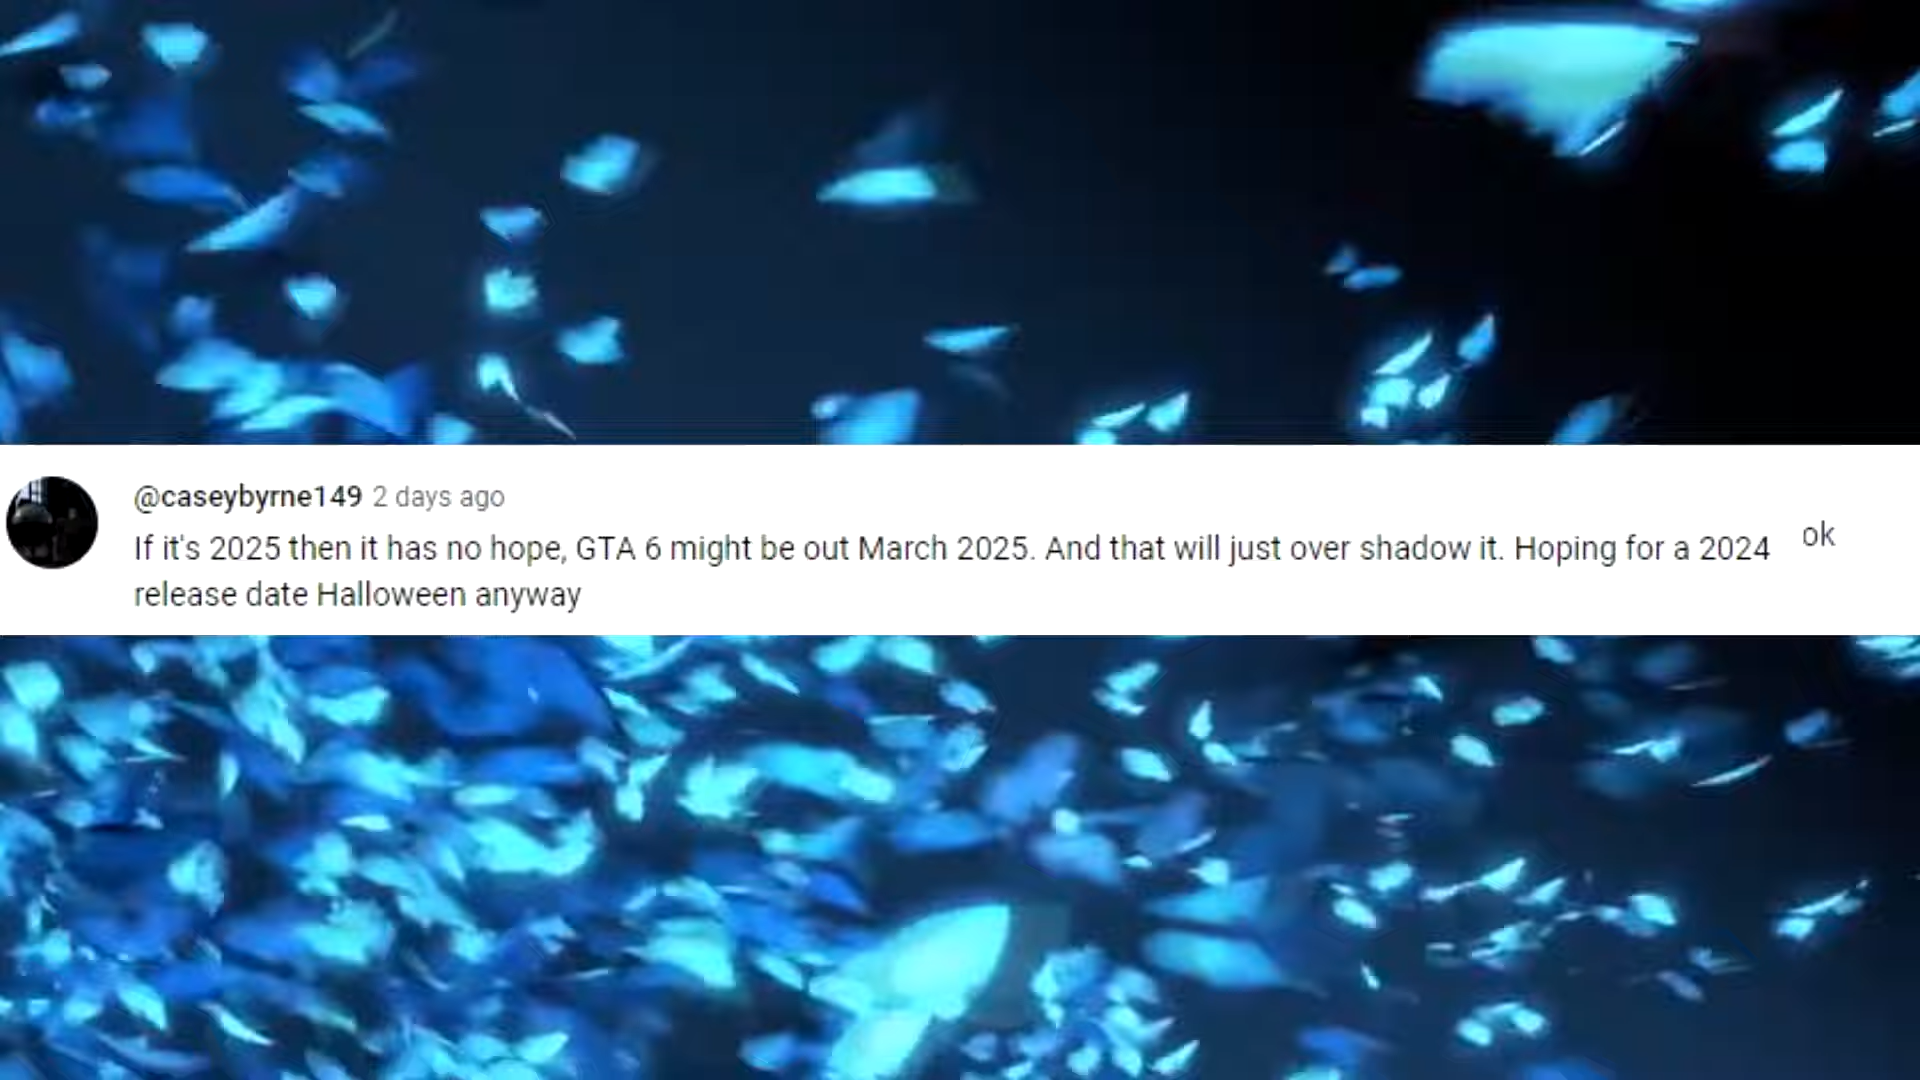 @caseybyrne149 2 days ago
If it's 2025 then it has no hope, GTA 6 might be out March 2025. And that will just over shadow it. Hoping for a 2024
release date Halloween anyway
ok